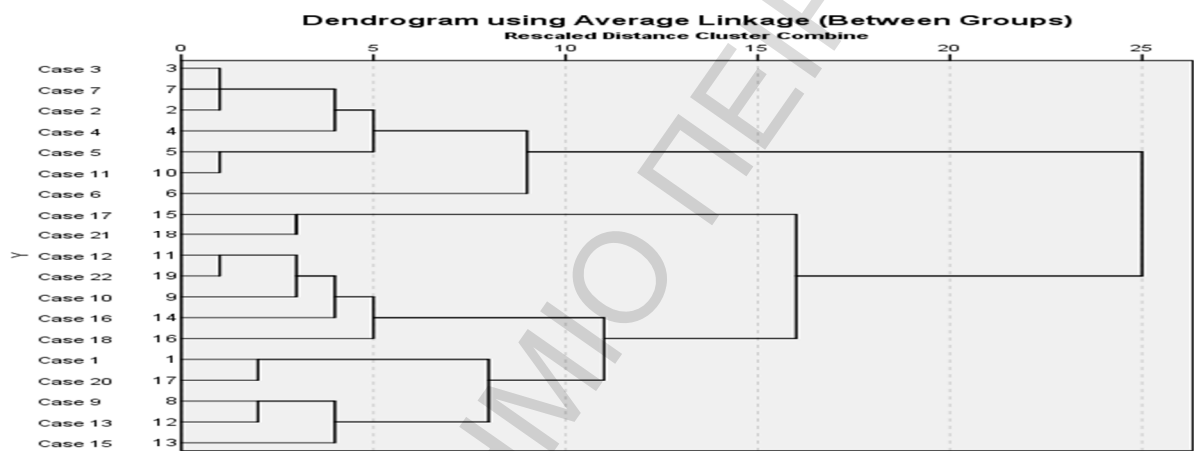 Dendrogram using Average Linkage (Between Groups)
Rescaled Distance Cluster Combine
0 5 10 15 20 25
Case 3 3
Case 7 7
Case 2 2
Case 4 4
Case 5 5
Case 11 10
Case 6 6
Case 17 15
Case 21 18
Y
Case 12 11
Case 22 19
Case 10 9
Case 16 14
Case 18 16
Case 1 1
Case 20 17
Case 9 8
Case 13 12
Case 15 13